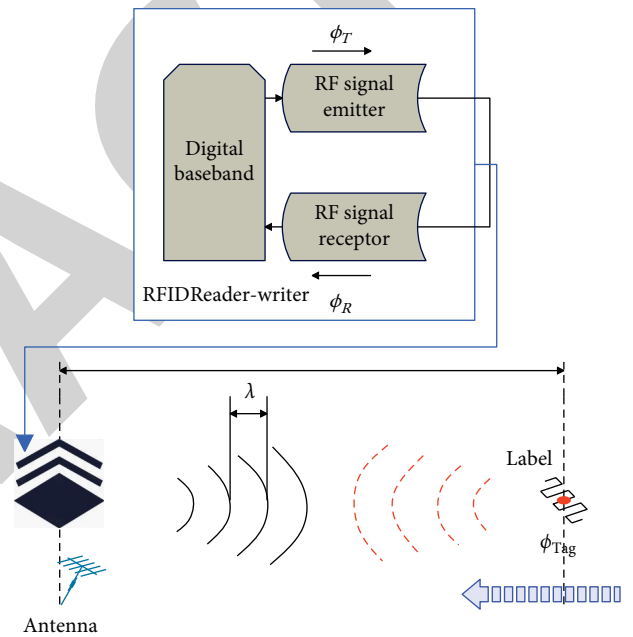 ϕT
RF signal
emitter
Digital
baseband
RF signal
receptor
RFIDReader-writer
ϕR
λ
Label
ϕTag
Antenna